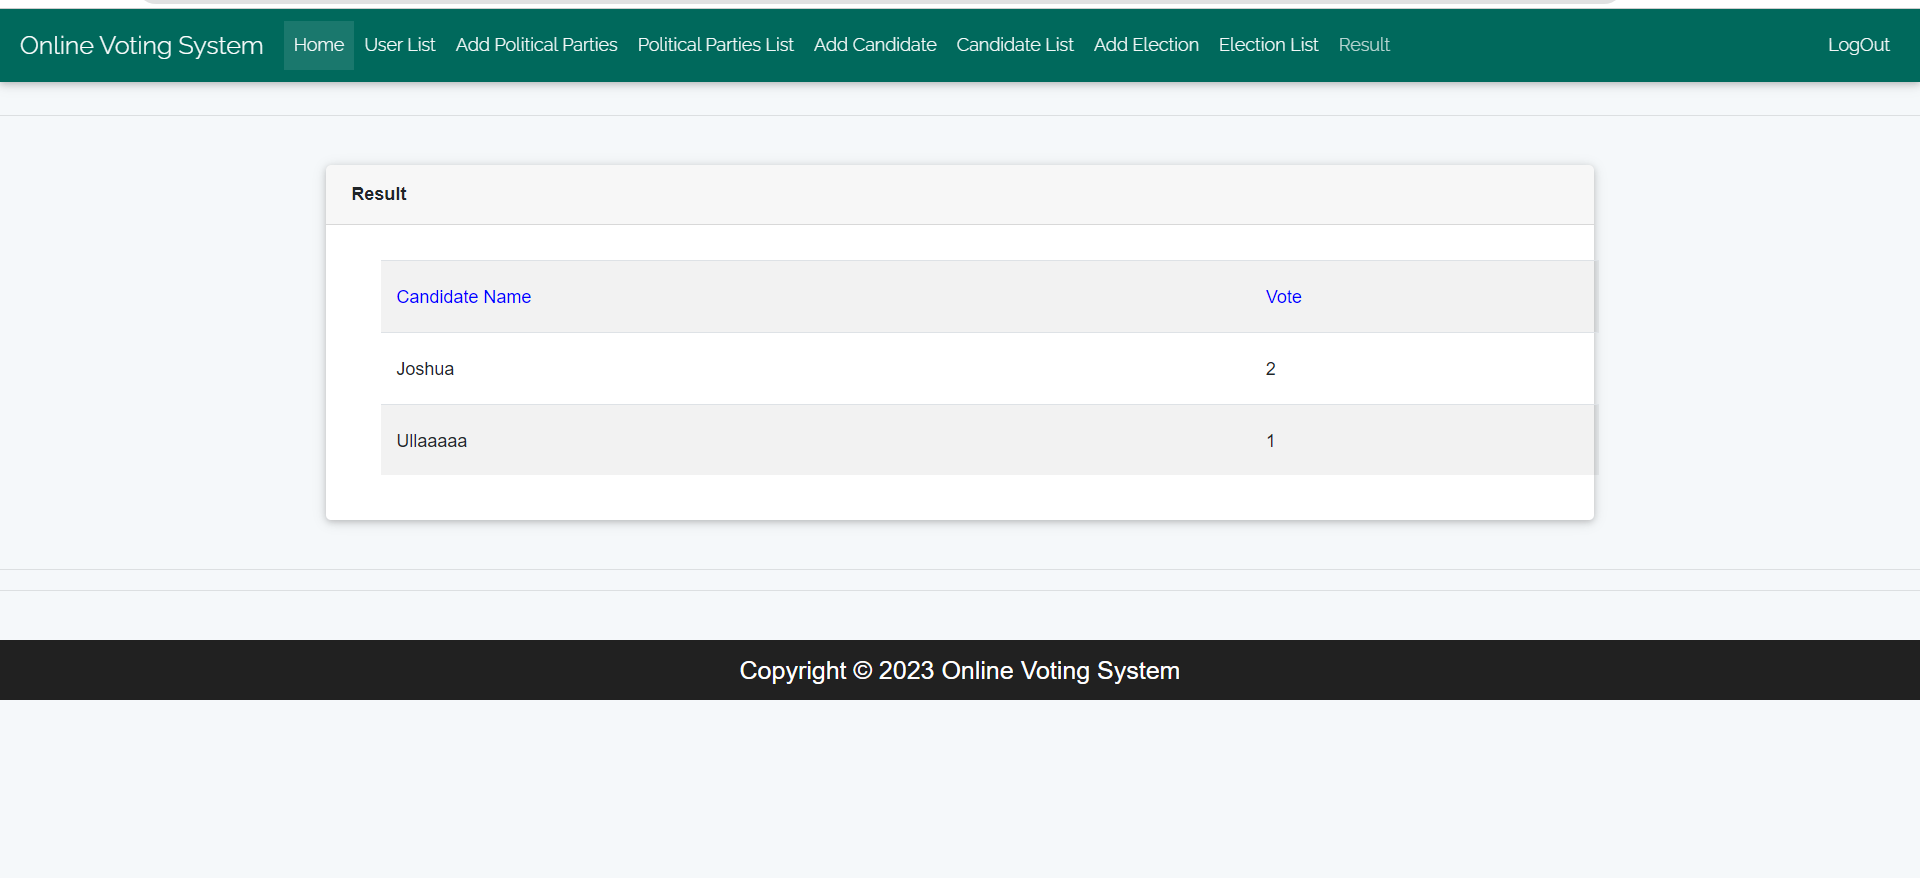 Online Voting System Home User List Add Political Parties Political Parties List Add Candidate Candidate List Add Election Election List Result LogOut
Result
Candidate Name Vote
Joshua 2
Ullaaaaa 1
Copyright © 2023 Online Voting System